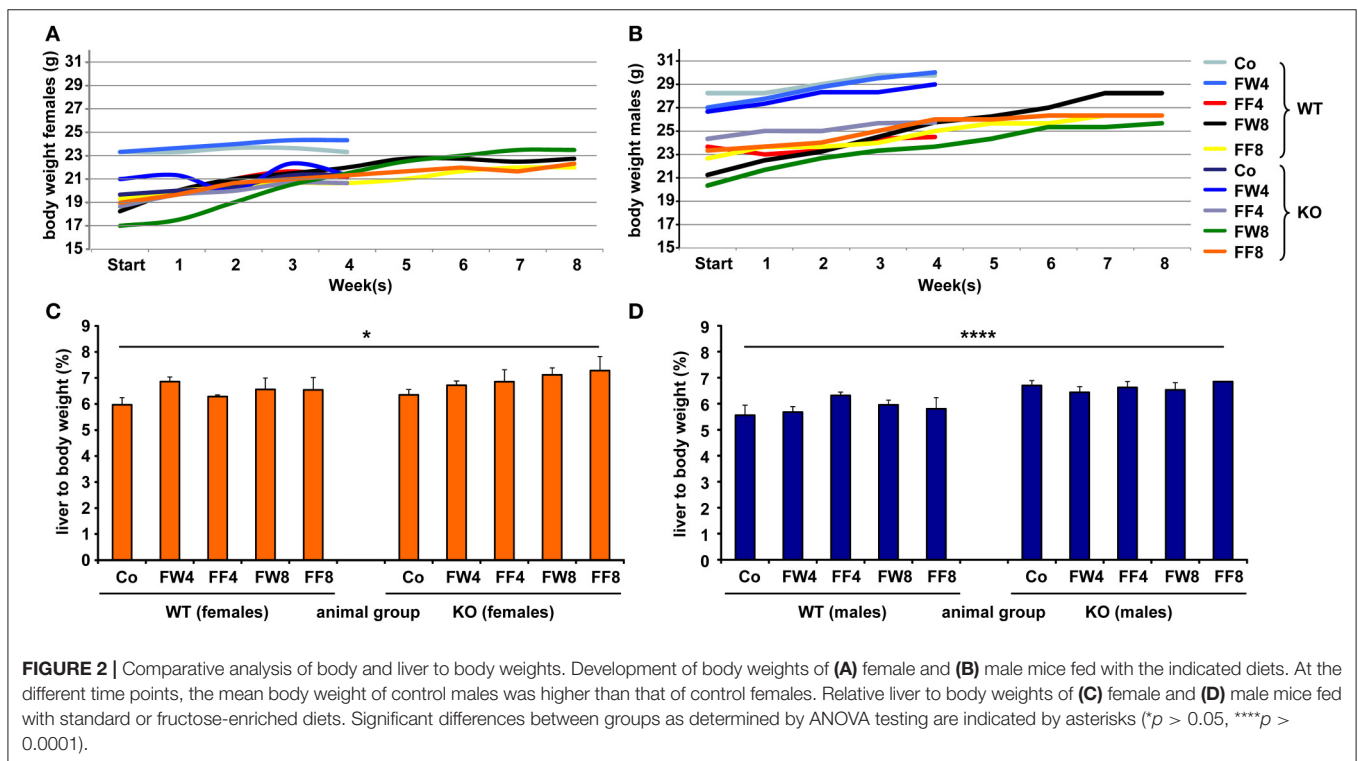 A
body weight females (g)
31
29
27
25
23
21
19
17
15
Start 1 2 3 4 5 6 7 8
Week(s)
B
body weight males (g)
31
29
27
25
23
21
19
17
15
Start 1 2 3 4 5 6 7 8
Week(s)
Co
FW4
FF4
FW8
FF8
WT
Co
FW4
FF4
FW8
FF8
KO
C
liver to body weight (%)
9
8
7
6
5
4
3
2
1
0
*
Co FW4 FF4 FW8 FF8 Co FW4 FF4 FW8 FF8
WT (females) animal group KO (females)
D
liver to body weight (%)
9
8
7
6
5
4
3
2
1
0
****
Co FW4 FF4 FW8 FF8 Co FW4 FF4 FW8 FF8
WT (males) animal group KO (males)
FIGURE 2 | Comparative analysis of body and liver to body weights. Development of body weights of (A) female and (B) male mice fed with the indicated diets. At the
different time points, the mean body weight of control males was higher than that of control females. Relative liver to body weights of (C) female and (D) male mice fed
with standard or fructose-enriched diets. Significant differences between groups as determined by ANOVA testing are indicated by asterisks (*p > 0.05, ****p >
0.0001).